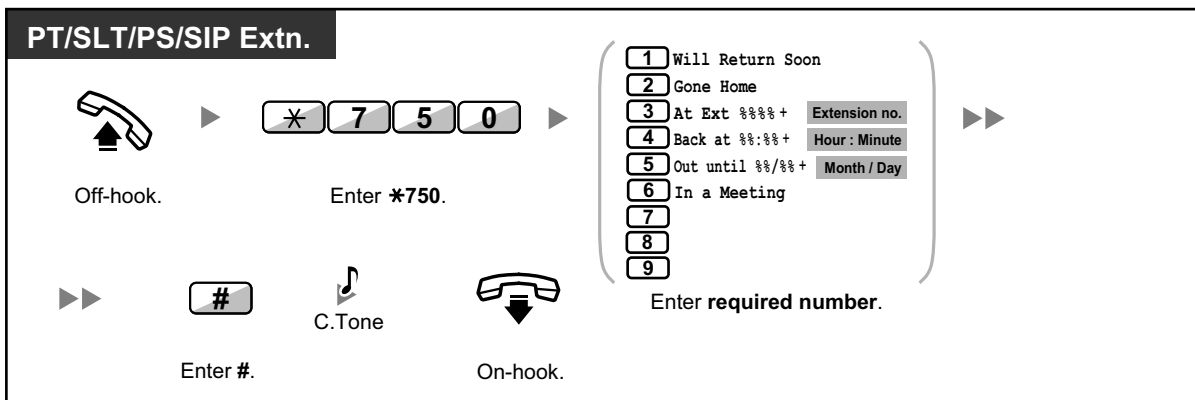 PT/SLT/PS/SIP Extn.
Off-hook.
* 7 5 0
Enter *750.
1 Will Return Soon
2 Gone Home
3 At Ext %%%% + Extension no.
4 Back at %%:%% + Hour : Minute
5 Out until %%/%% + Month / Day
6 In a Meeting
7
8
9
Enter required number.
#
Enter #.
C.Tone
On-hook.